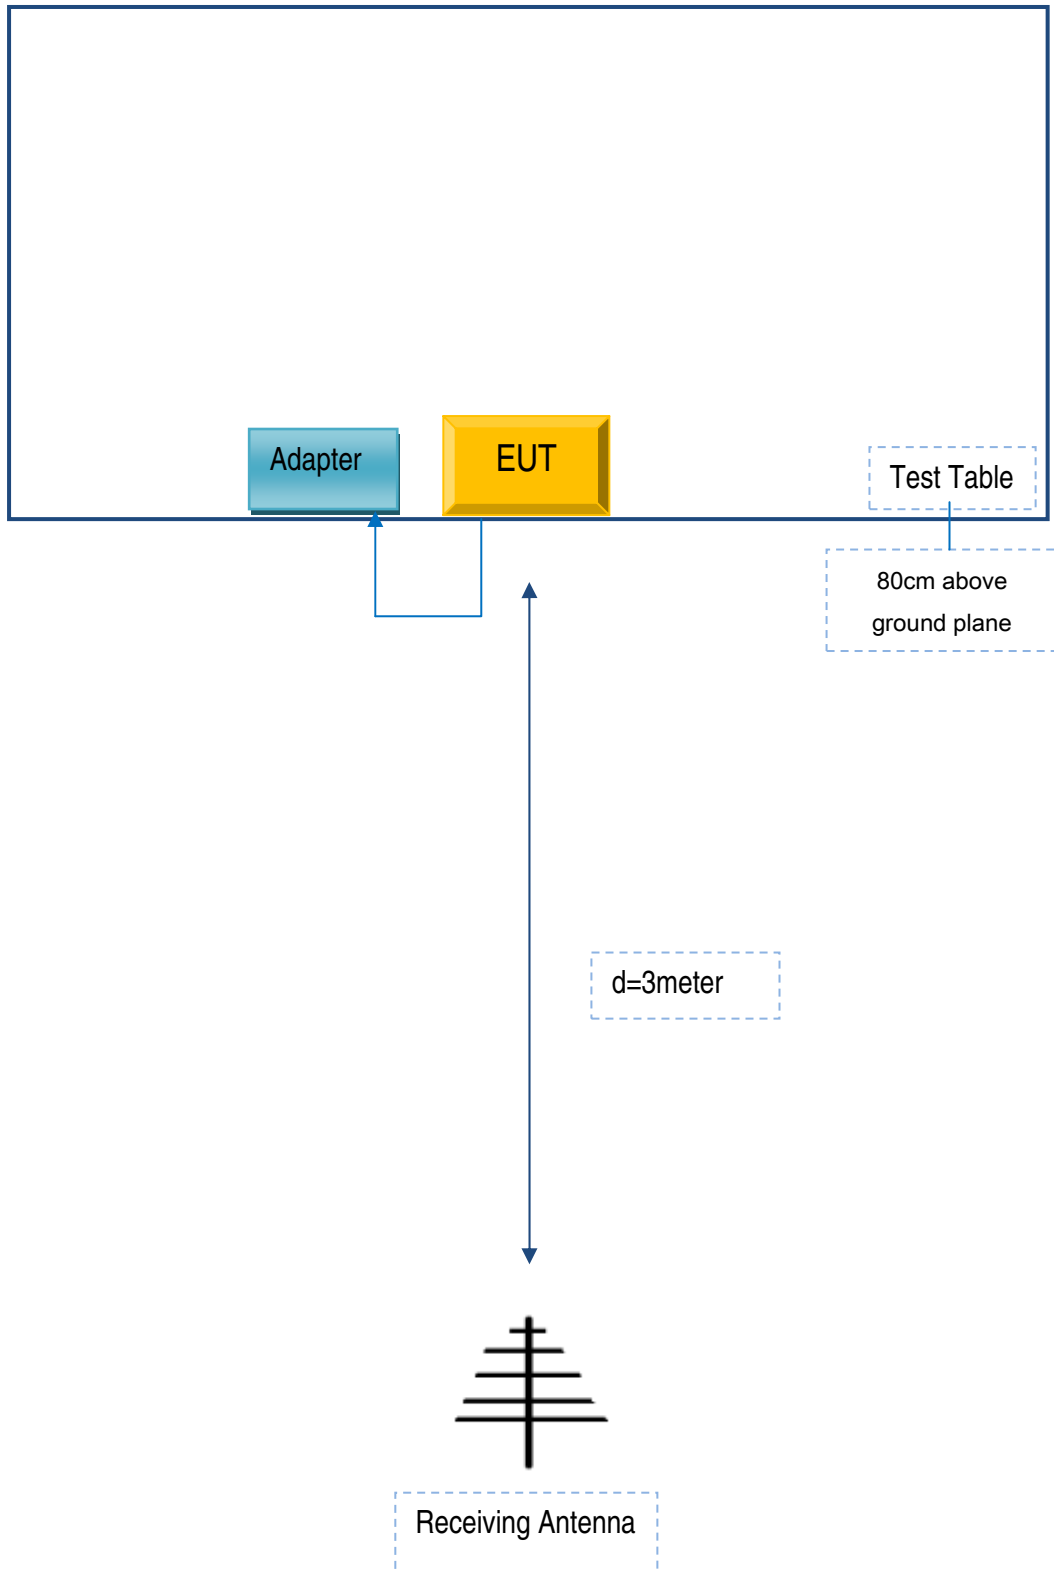 Adapter
EUT
Test Table
80cm above
ground plane
d=3meter
Receiving Antenna